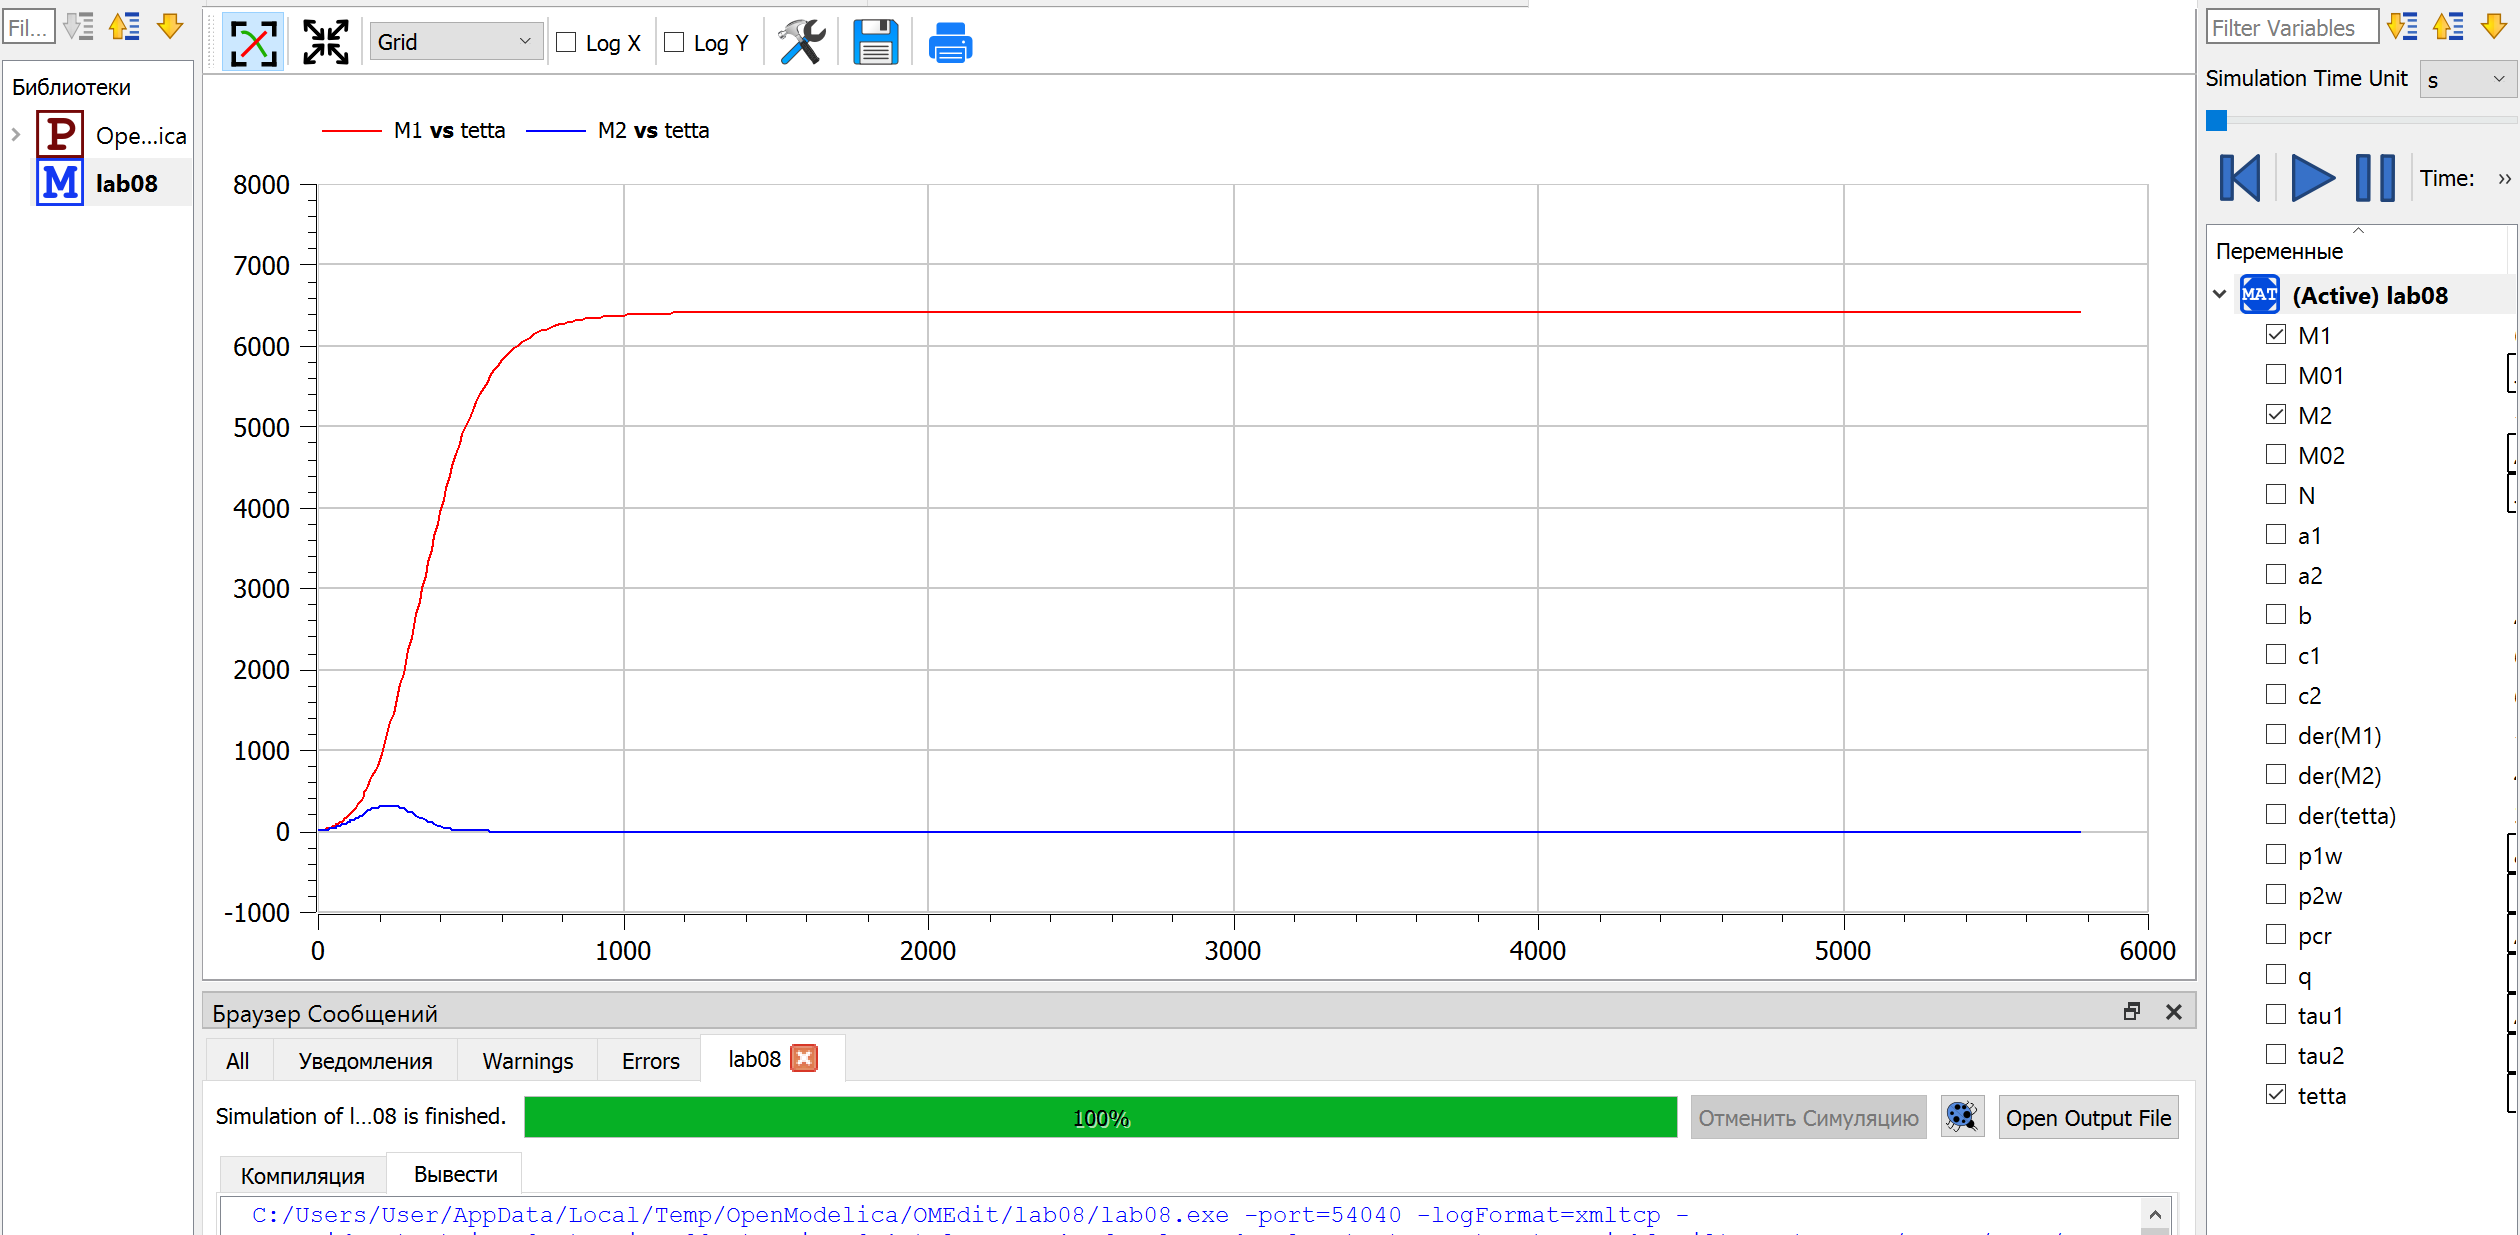 Fil...
Библиотеки
Ope...ica
lab08
Grid
Log X
Log Y
M1 vs tetta
M2 vs tetta
8000
7000
6000
5000
4000
3000
2000
1000
0
-1000
0 1000 2000 3000 4000 5000 6000
Браузер Сообщений
All Уведомления Warnings Errors lab08
Simulation of l...08 is finished.
100%
Отменить Симуляцию
Open Output File
Компиляция Вывести
C:/Users/User/AppData/Local/Temp/OpenModelica/OMEdit/lab08/lab08.exe -port=54040 -logFormat=xmltcp -
Filter Variables
Simulation Time Unit s
Time: »
Переменные
MAT (Active) lab08
M1
M01
M2
M02
N
a1
a2
b
c1
c2
der(M1)
der(M2)
der(tetta)
p1w
p2w
pcr
q
tau1
tau2
tetta